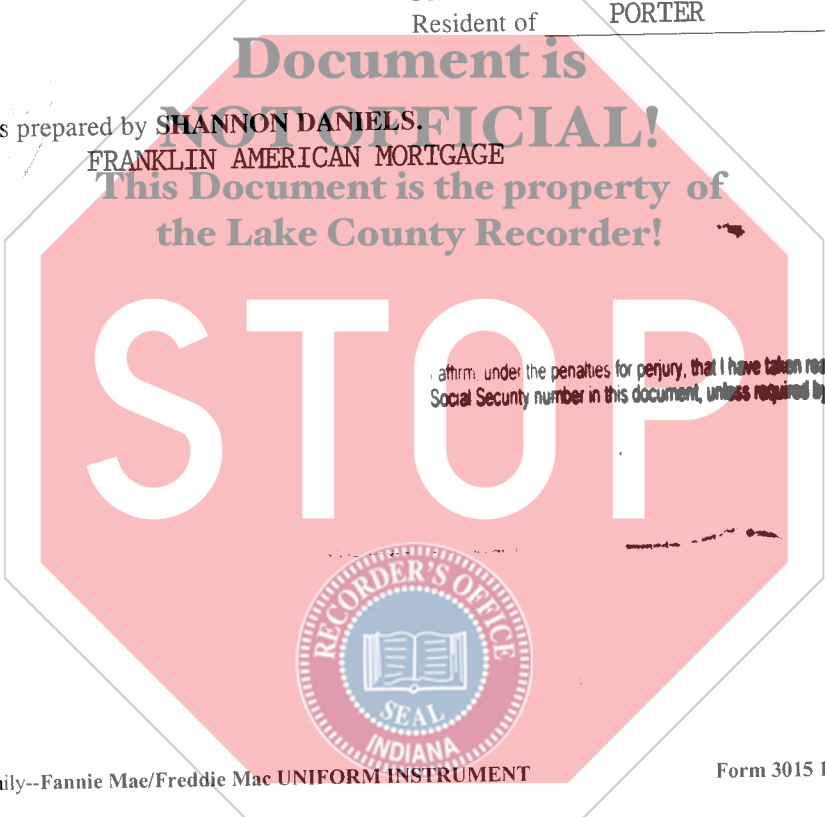 Resident of PORTER
Document is
NOT OFFICIAL!
s prepared by SHANNON DANIELS.
FRANKLIN AMERICAN MORTGAGE
This Document is the property of
the Lake County Recorder!
STOP
affirm, under the penalties for perjury, that I have taken
Social Security number in this document, unless required by
RECORDER'S OFFICE
SEAL
INDIANA
ily--Fannie Mae/Freddie Mac UNIFORM INSTRUMENT
Form 3015 1